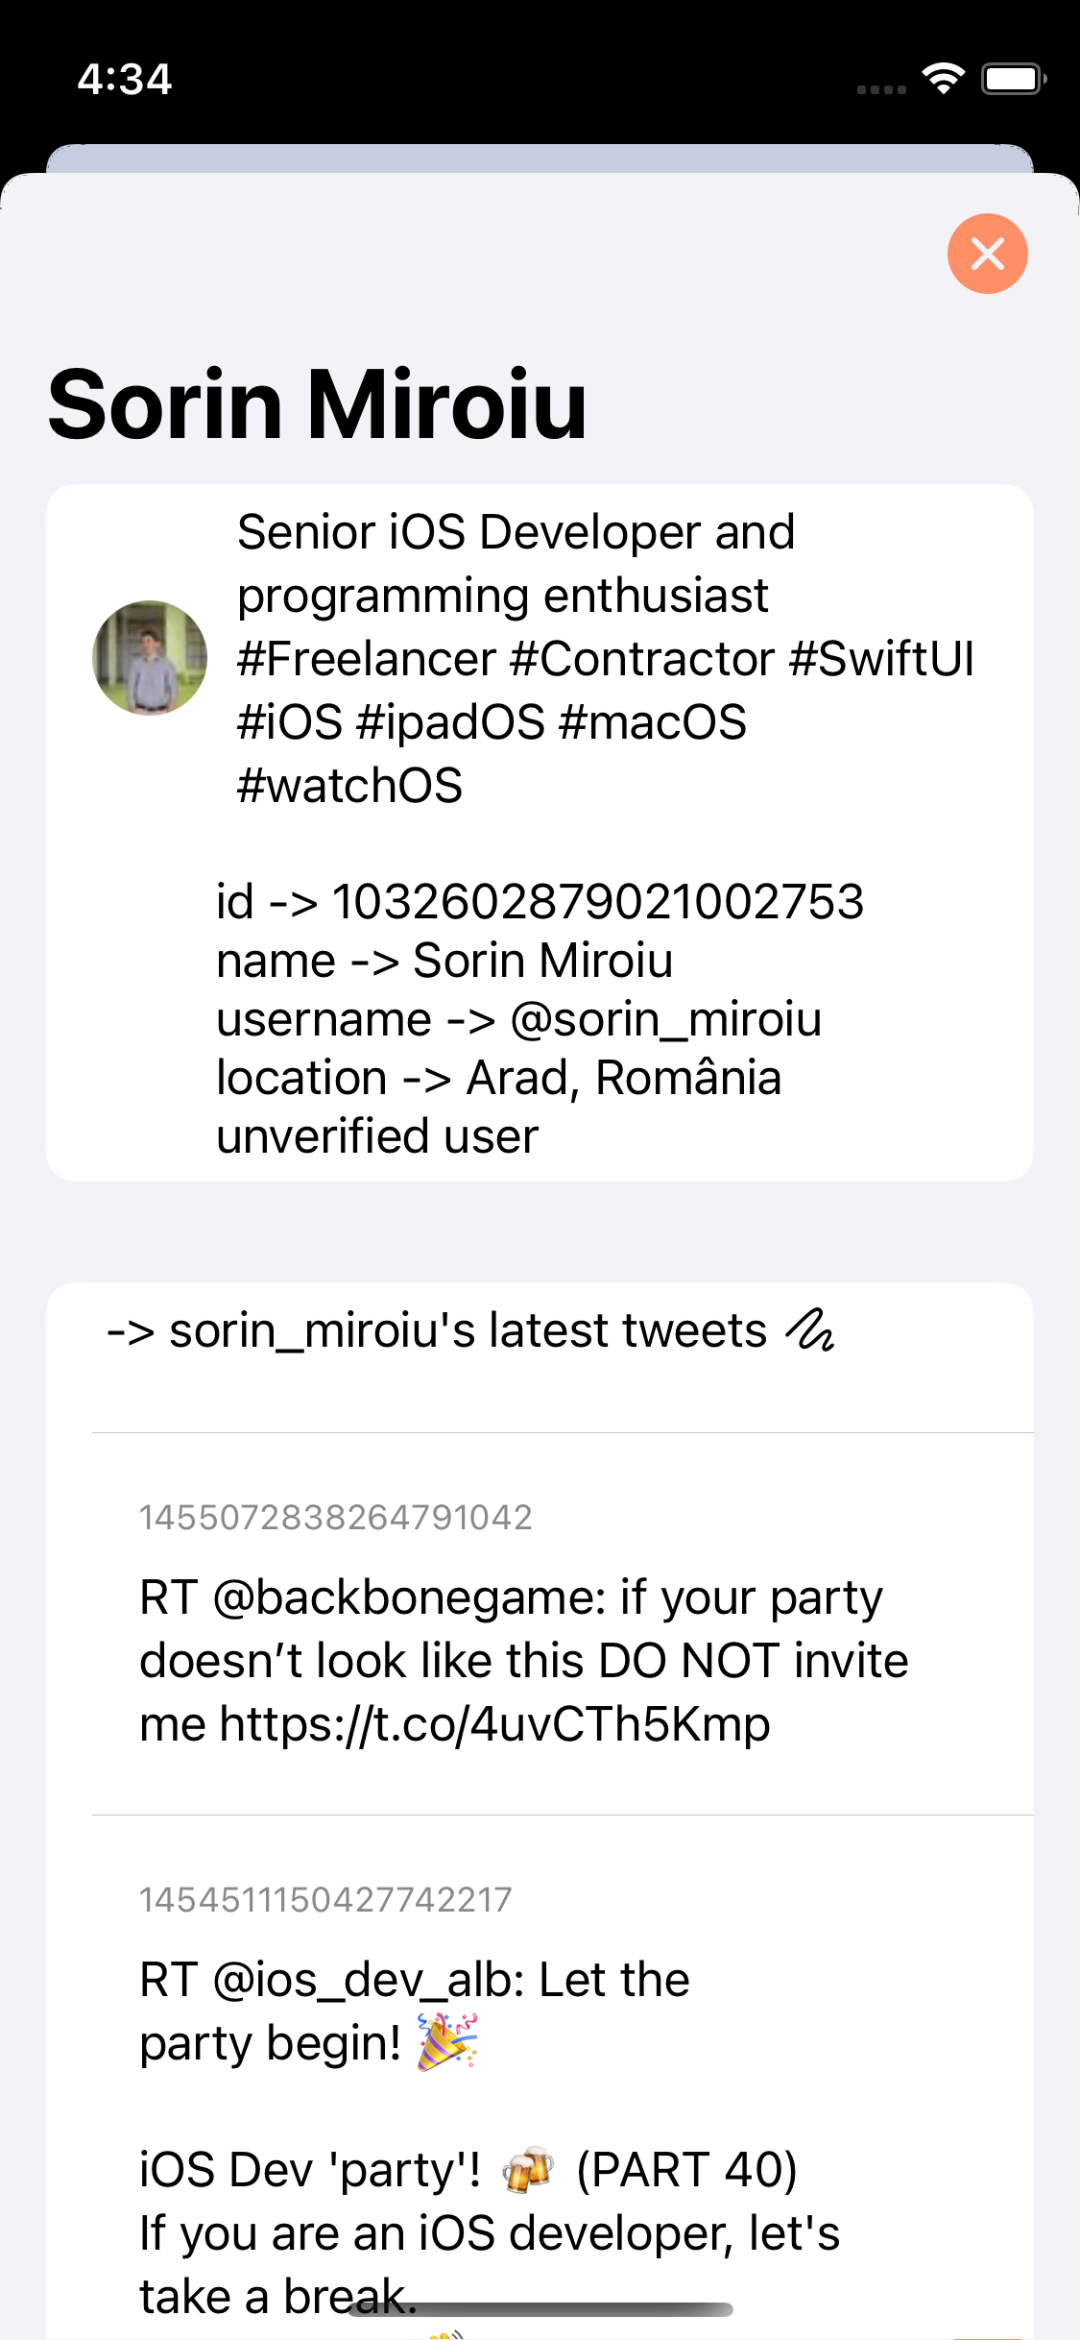 4:34
Sorin Miroiu
Senior iOS Developer and
programming enthusiast
#Freelancer #Contractor #SwiftUI
#iOS #ipadOS #macOS
#watchOS
id -> 1032602879021002753
name -> Sorin Miroiu
username -> @sorin_miroiu
location -> Arad, România
unverified user
-> sorin_miroiu's latest tweets
1455072838264791042
RT @backbonegame: if your party
doesn’t look like this DO NOT invite
me https://t.co/4uvCTh5Kmp
1454511150427742217
RT @ios_dev_alb: Let the
party begin! 🎉
iOS Dev 'party'! 🍻 (PART 40)
If you are an iOS developer, let's
take a break.